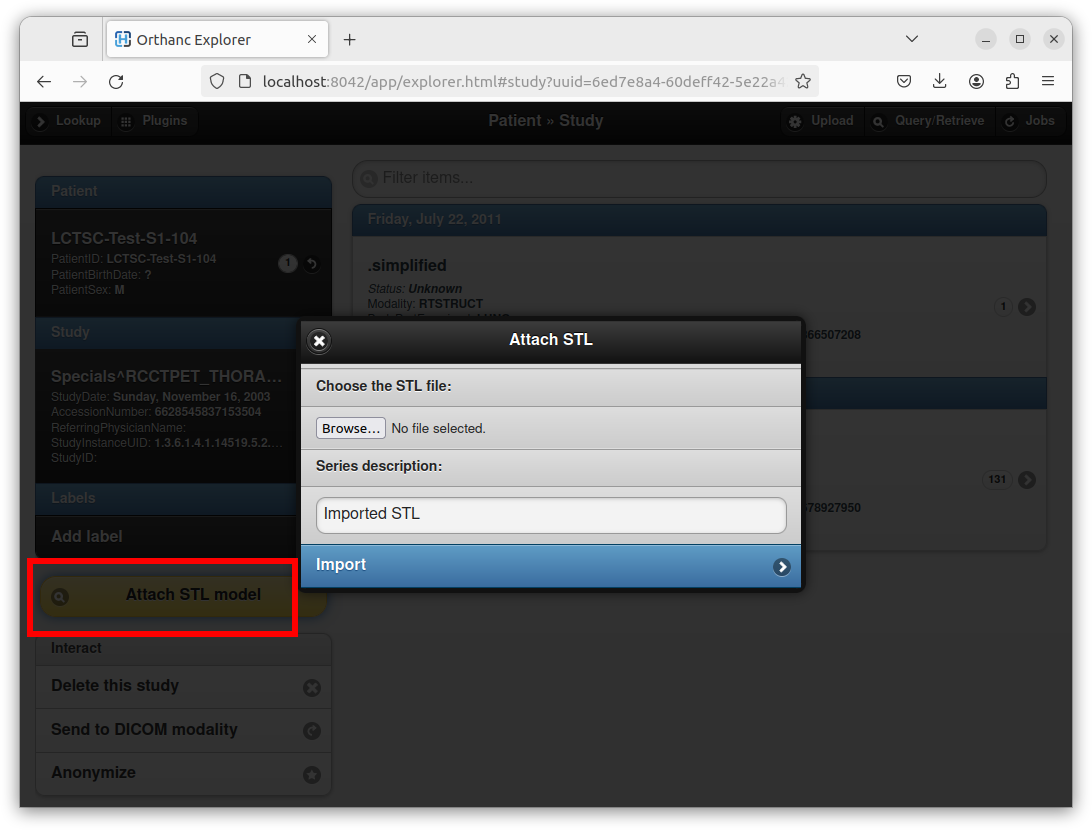 Orthanc Explorer
localhost:8042/app/explorer.html#study?uuid=6ed7e8a4-60deff42-5e22a4
Lookup
Plugins
Patient » Study
Upload
Query/Retrieve
Jobs
Patient
LCTSC-Test-S1-104
PatientID: LCTSC-Test-S1-104
PatientBirthDate: ?
PatientSex: M
1
Study
Specials^RCCTPET_THORA...
StudyDate: Sunday, November 16, 2003
AccessionNumber: 6628545837153504
ReferringPhysicianName:
StudyInstanceUID: 1.3.6.1.4.1.14519.5.2....
StudyID:
Labels
Add label
Attach STL model
Interact
Delete this study
Send to DICOM modality
Anonymize
Filter items...
Friday, July 22, 2011
.simplified
Status: Unknown
Modality: RTSTRUCT
1
66507208
131
78927950
Attach STL
Choose the STL file:
Browse... No file selected.
Series description:
Imported STL
Import